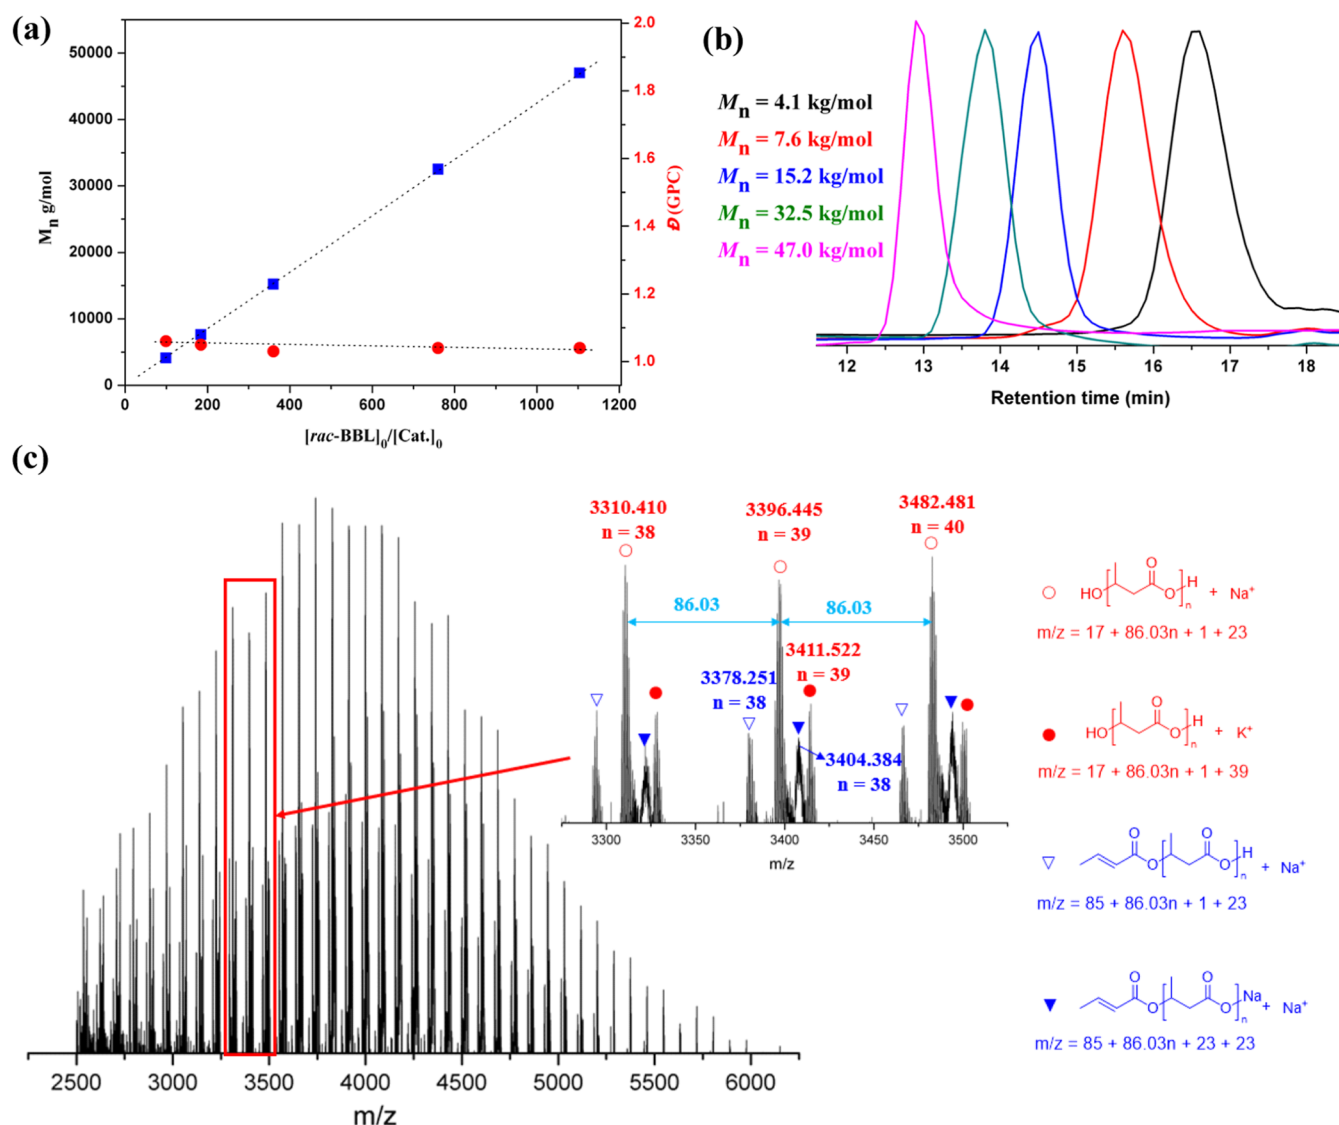 (a)
50000
40000
30000
20000
10000
0
Mn g/mol
2.0
1.8
1.6
1.4
1.2
1.0
Đ (GPC)
0
200
400
600
800
1000
1200
[rac-BBL]0/[Cat.]0
(b)
Mn = 4.1 kg/mol
Mn = 7.6 kg/mol
Mn = 15.2 kg/mol
Mn = 32.5 kg/mol
Mn = 47.0 kg/mol
12
13
14
15
16
17
18
Retention time (min)
(c)
2500
3000
3500
4000
4500
5000
5500
6000
m/z
3310.410
n = 38
3396.445
n = 39
3482.481
n = 40
86.03
86.03
3378.251
n = 38
3411.522
n = 39
3404.384
n = 38
3300
3350
3400
3450
3500
m/z
HO
O
O
H
n
+ Na+
m/z = 17 + 86.03n + 1 + 23
HO
O
O
H
n
+ K+
m/z = 17 + 86.03n + 1 + 39
O
O
O
O
H
n
+ Na+
m/z = 85 + 86.03n + 1 + 23
O
O
O
O
Na
n
+ Na+
m/z = 85 + 86.03n + 23 + 23